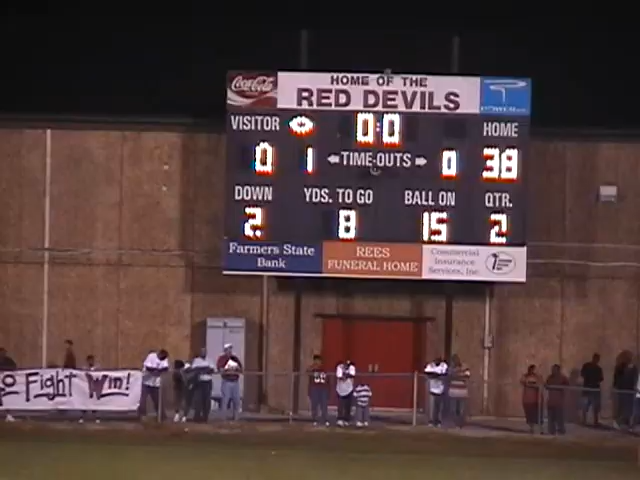 Coca-Cola
HOME OF THE
RED DEVILS
VISITOR 0:0 HOME
0 1 TIME-OUTS 0 38
DOWN YDS. TO GO BALL ON QTR.
2 8 15 2
Farmers State
Bank
REES
FUNERAL HOME
Commercial
Insurance
Services, Inc.
Fight Win!